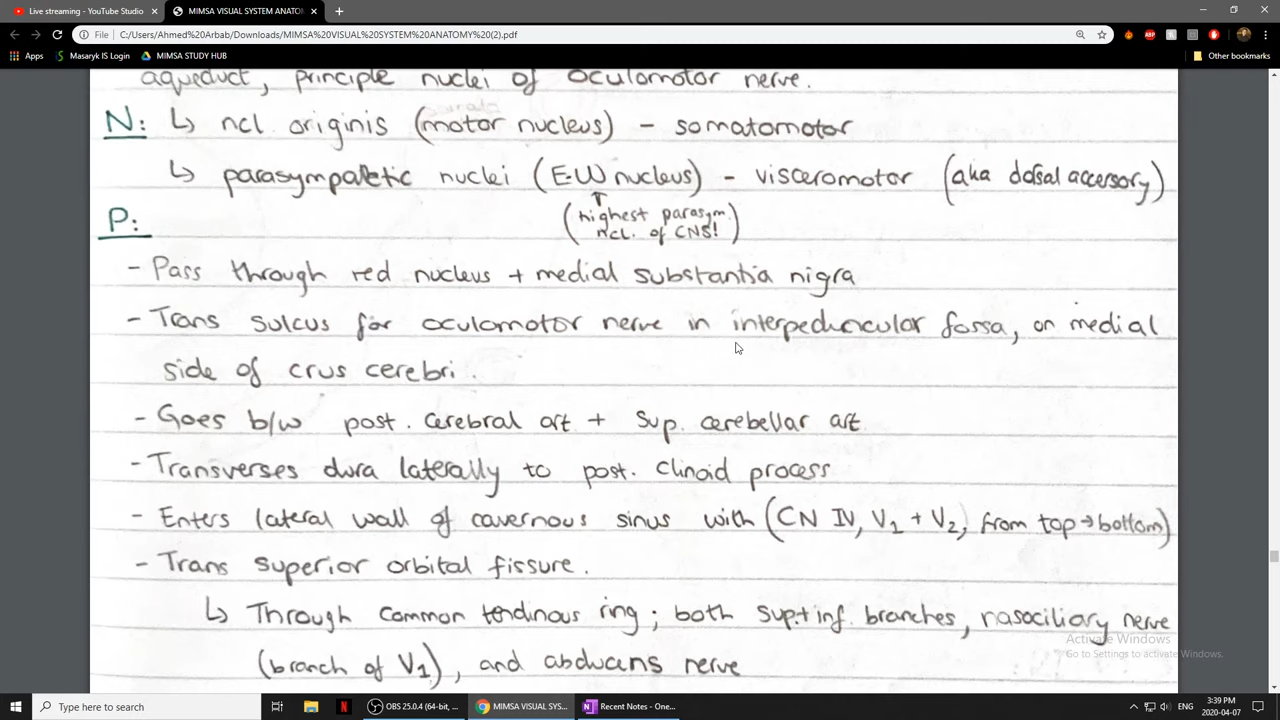 Live streaming - YouTube Studio
MIMSA VISUAL SYSTEM ANATOM
File
C:/Users/Ahmed%20Arbab/Downloads/MIMSA%20VISUAL%20SYSTEM%20ANATOMY%20(2).pdf
Apps
Masaryk IS Login
MIMSA STUDY HUB
Other bookmarks
aqueduct, principle nuclei of oculomotor nerve.
N: ↳ ncl originis (motor nucleus) - somatomotor
↳ parasympatetic nuclei (E-W nucleus) - visceromotor (aka dorsal accersory)
(highest parasym.
ncl. of CNS!)
P:
- Pass through red nucleus + medial substantia nigra
- Trans sulcus for oculomotor nerve in interpeduncular fossa, on medial
side of crus cerebri.
- Goes b/w post. cerebral art + sup. cerebellar art
- Transverses dura laterally to post. clinoid process
- Enters lateral wall of cavernous sinus with (CN IV, V1 + V2, from top→bottom)
- Trans superior orbital fissure.
↳ Through common tendinous ring; both sup.+inf. branches, nasociliary nerve
(branch of V1), and abducens nerve
Activate Windows
Go to Settings to activate Windows.
Type here to search
OBS 25.0.4 (64-bit, ...
MIMSA VISUAL SYS...
Recent Notes - One...
ENG
3:39 PM
2020-04-07